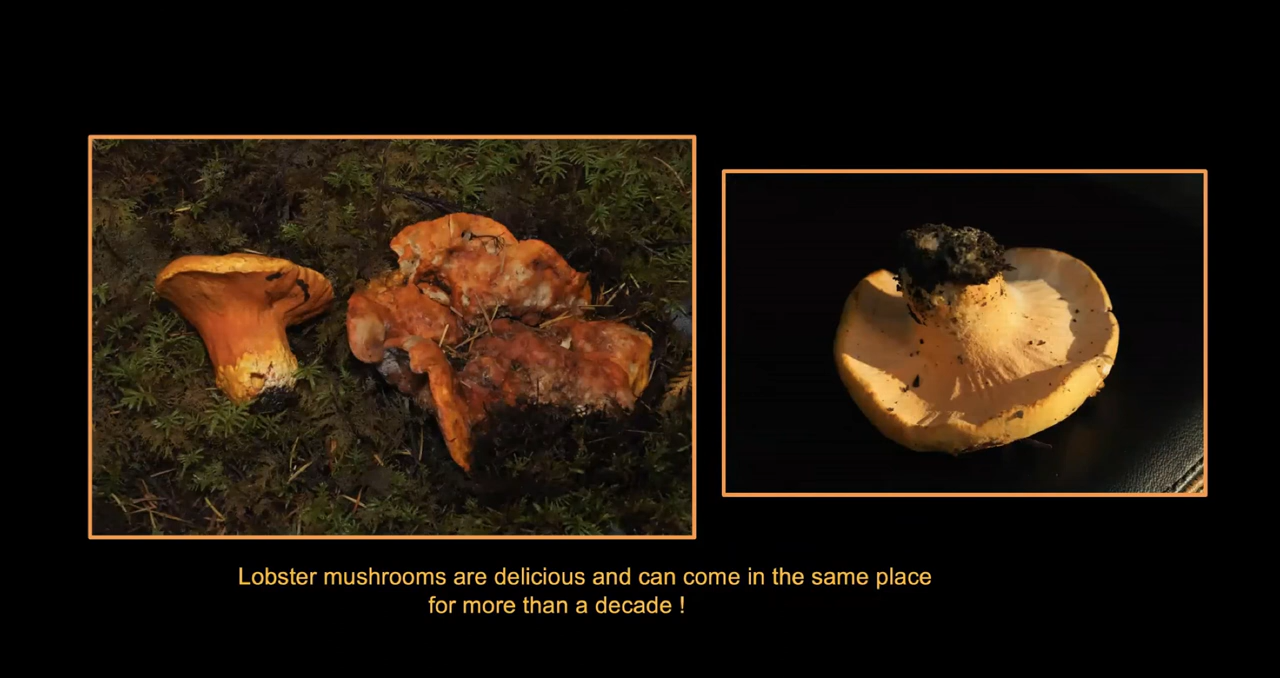 Lobster mushrooms are delicious and can come in the same place
for more than a decade !